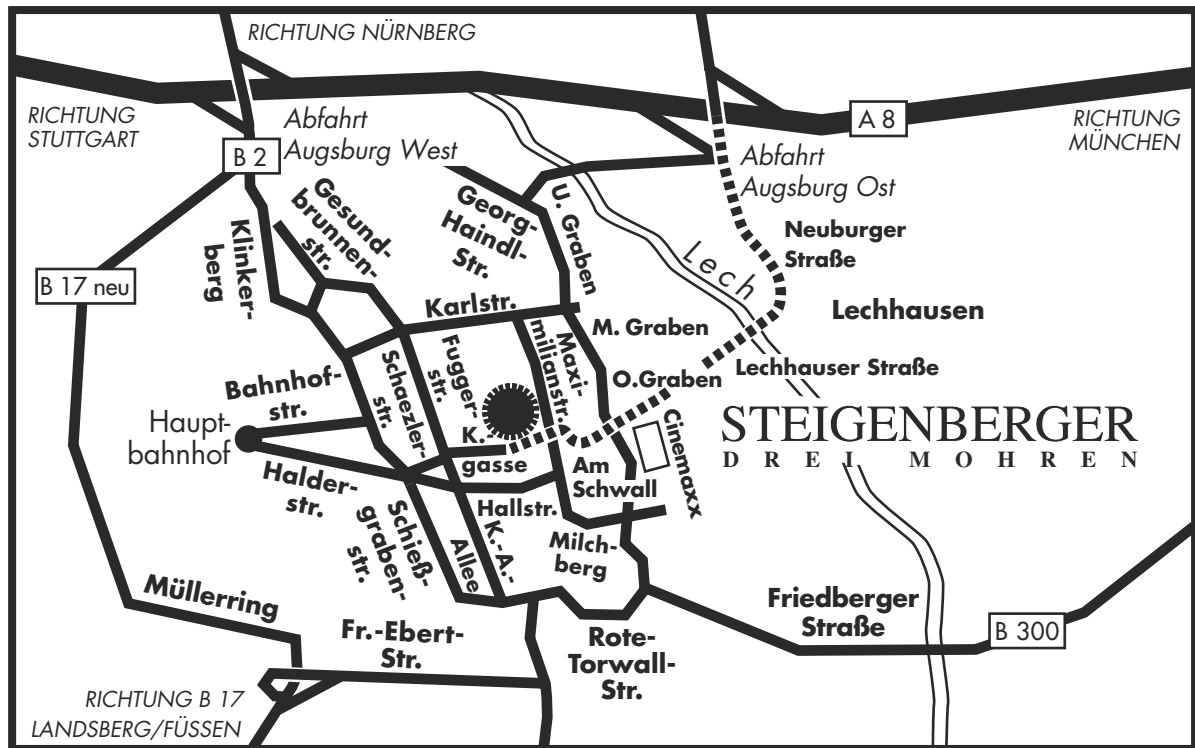 RICHTUNG NÜRNBERG
RICHTUNG
STUTTGART
Abfahrt
Augsburg West
B 2
A 8
RICHTUNG
MÜNCHEN
Abfahrt
Augsburg Ost
Gesund-
brunnen-
str.
Georg-
Haindl-
Str.
U. Graben
Klinker-
berg
Neuburger
Straße
Lech
B 17 neu
Karlstr.
Lechhausen
M. Graben
Maxi-
milianstr.
Fugger-
str.
Schaezler-
str.
Bahnhof-
str.
O.Graben
Lechhauser Straße
Haupt-
bahnhof
K.-
gasse
Cinemaxx
STEIGENBERGER
DREI MOHREN
Am
Schwall
Halder-
str.
Hallstr.
Schieß-
graben-
str.
K.-A.-
Allee
Milch-
berg
Müllerring
Friedberger
Straße
B 300
Fr.-Ebert-
Str.
Rote-
Torwall-
Str.
RICHTUNG B 17
LANDSBERG/FÜSSEN